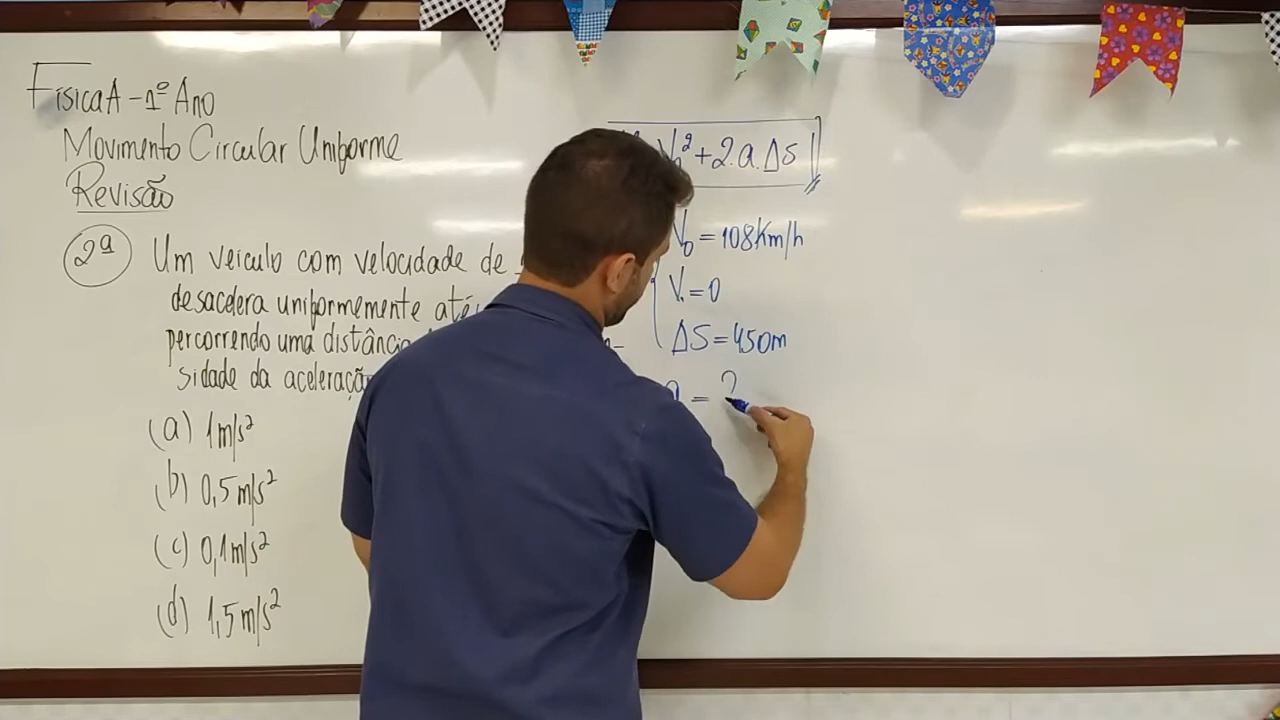 Física A - 1º Ano
Movimento Circular Uniforme
Revisão
2ª Um veículo com velocidade de
desacelera uniformemente até
percorrendo uma distância
sidade da aceleração
(a) 1m/s²
(b) 0,5m/s²
(c) 0,1m/s²
(d) 1,5m/s²
V₀² + 2.a.ΔS
V₀ = 108Km/h
V = 0
ΔS = 450m
a = ?